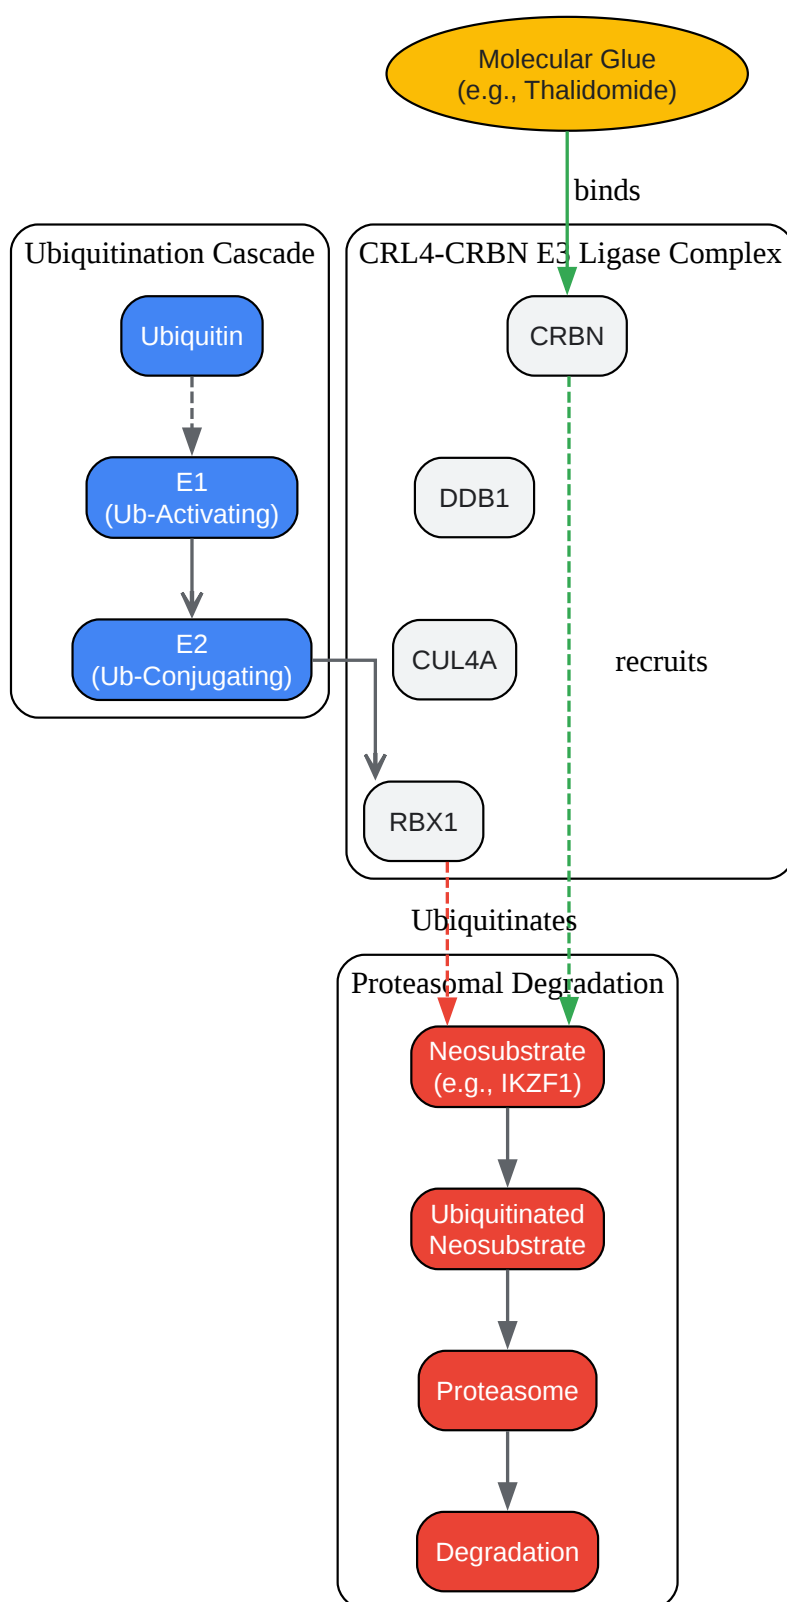 Molecular Glue
(e.g., Thalidomide)
binds
Ubiquitination Cascade
CRL4-CRBN E3 Ligase Complex
Ubiquitin
CRBN
E1
(Ub-Activating)
DDB1
E2
(Ub-Conjugating)
CUL4A
recruits
RBX1
Ubiquitinates
Proteasomal Degradation
Neosubstrate
(e.g., IKZF1)
Ubiquitinated
Neosubstrate
Proteasome
Degradation